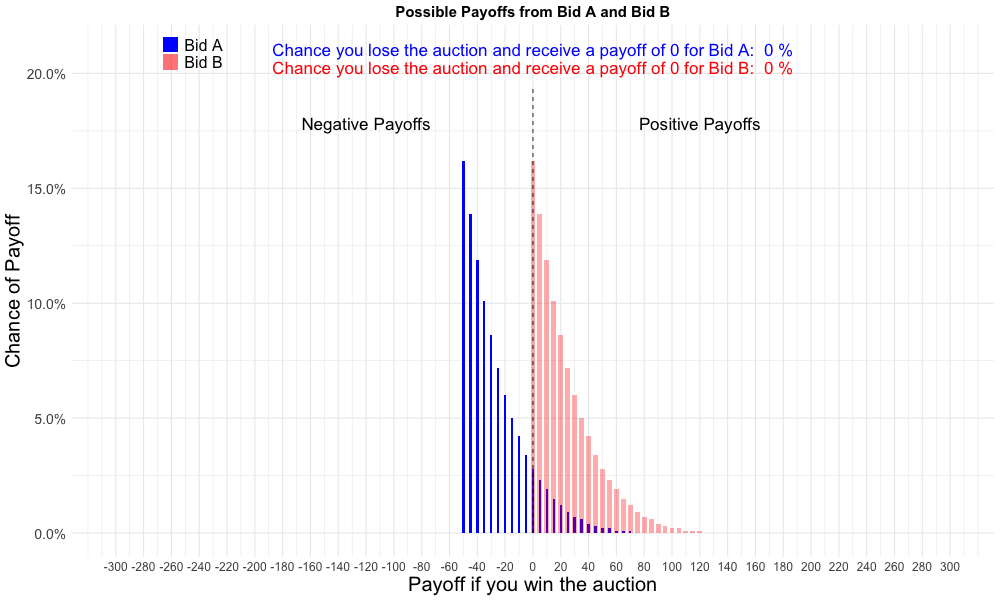 Possible Payoffs from Bid A and Bid B
Bid A
Bid B
Chance you lose the auction and receive a payoff of 0 for Bid A:  0 %
Chance you lose the auction and receive a payoff of 0 for Bid B:  0 %
Negative Payoffs
Positive Payoffs
Chance of Payoff
20.0%
15.0%
10.0%
5.0%
0.0%
-300 -280 -260 -240 -220 -200 -180 -160 -140 -120 -100 -80 -60 -40 -20 0 20 40 60 80 100 120 140 160 180 200 220 240 260 280 300
Payoff if you win the auction